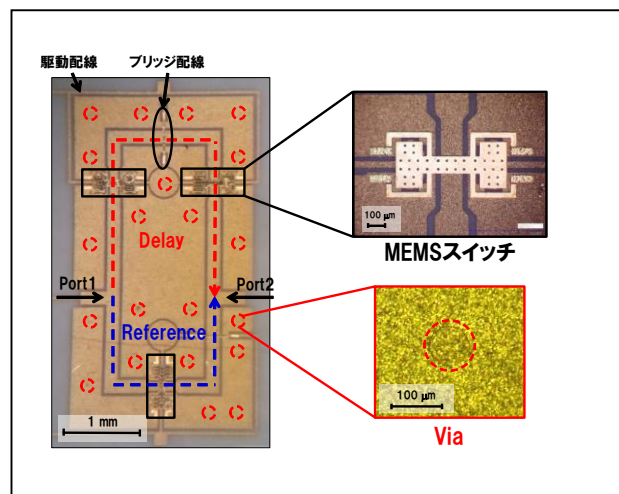 駆動配線
ブリッジ配線
Delay
Port1
Port2
Reference
1 mm
100 μm
MEMSスイッチ
100 μm
Via